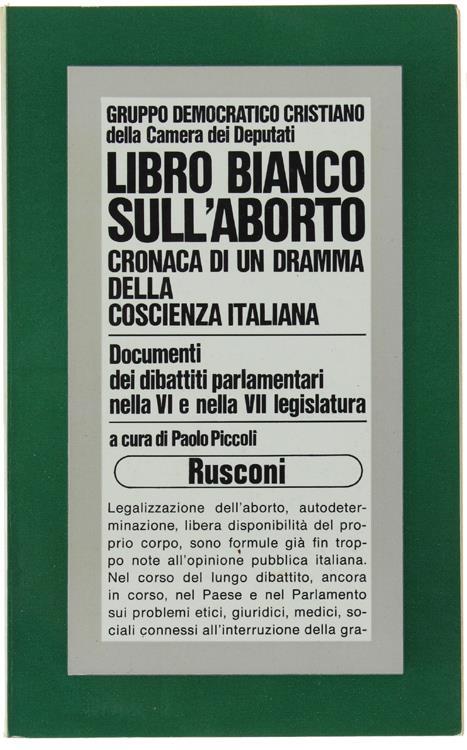 GRUPPO DEMOCRATICO CRISTIANO
della Camera dei Deputati
LIBRO BIANCO
SULL'ABORTO
CRONACA DI UN DRAMMA
DELLA
COSCIENZA ITALIANA
Documenti
dei dibattiti parlamentari
nella VI e nella VII legislatura
a cura di Paolo Piccoli
Rusconi
Legalizzazione dell'aborto, autodeter-
minazione, libera disponibilità del pro-
prio corpo, sono formule già fin trop-
po note all'opinione pubblica italiana.
Nel corso del lungo dibattito, ancora
in corso, nel Paese e nel Parlamento
sui problemi etici, giuridici, medici, so-
ciali connessi all'interruzione della gra-